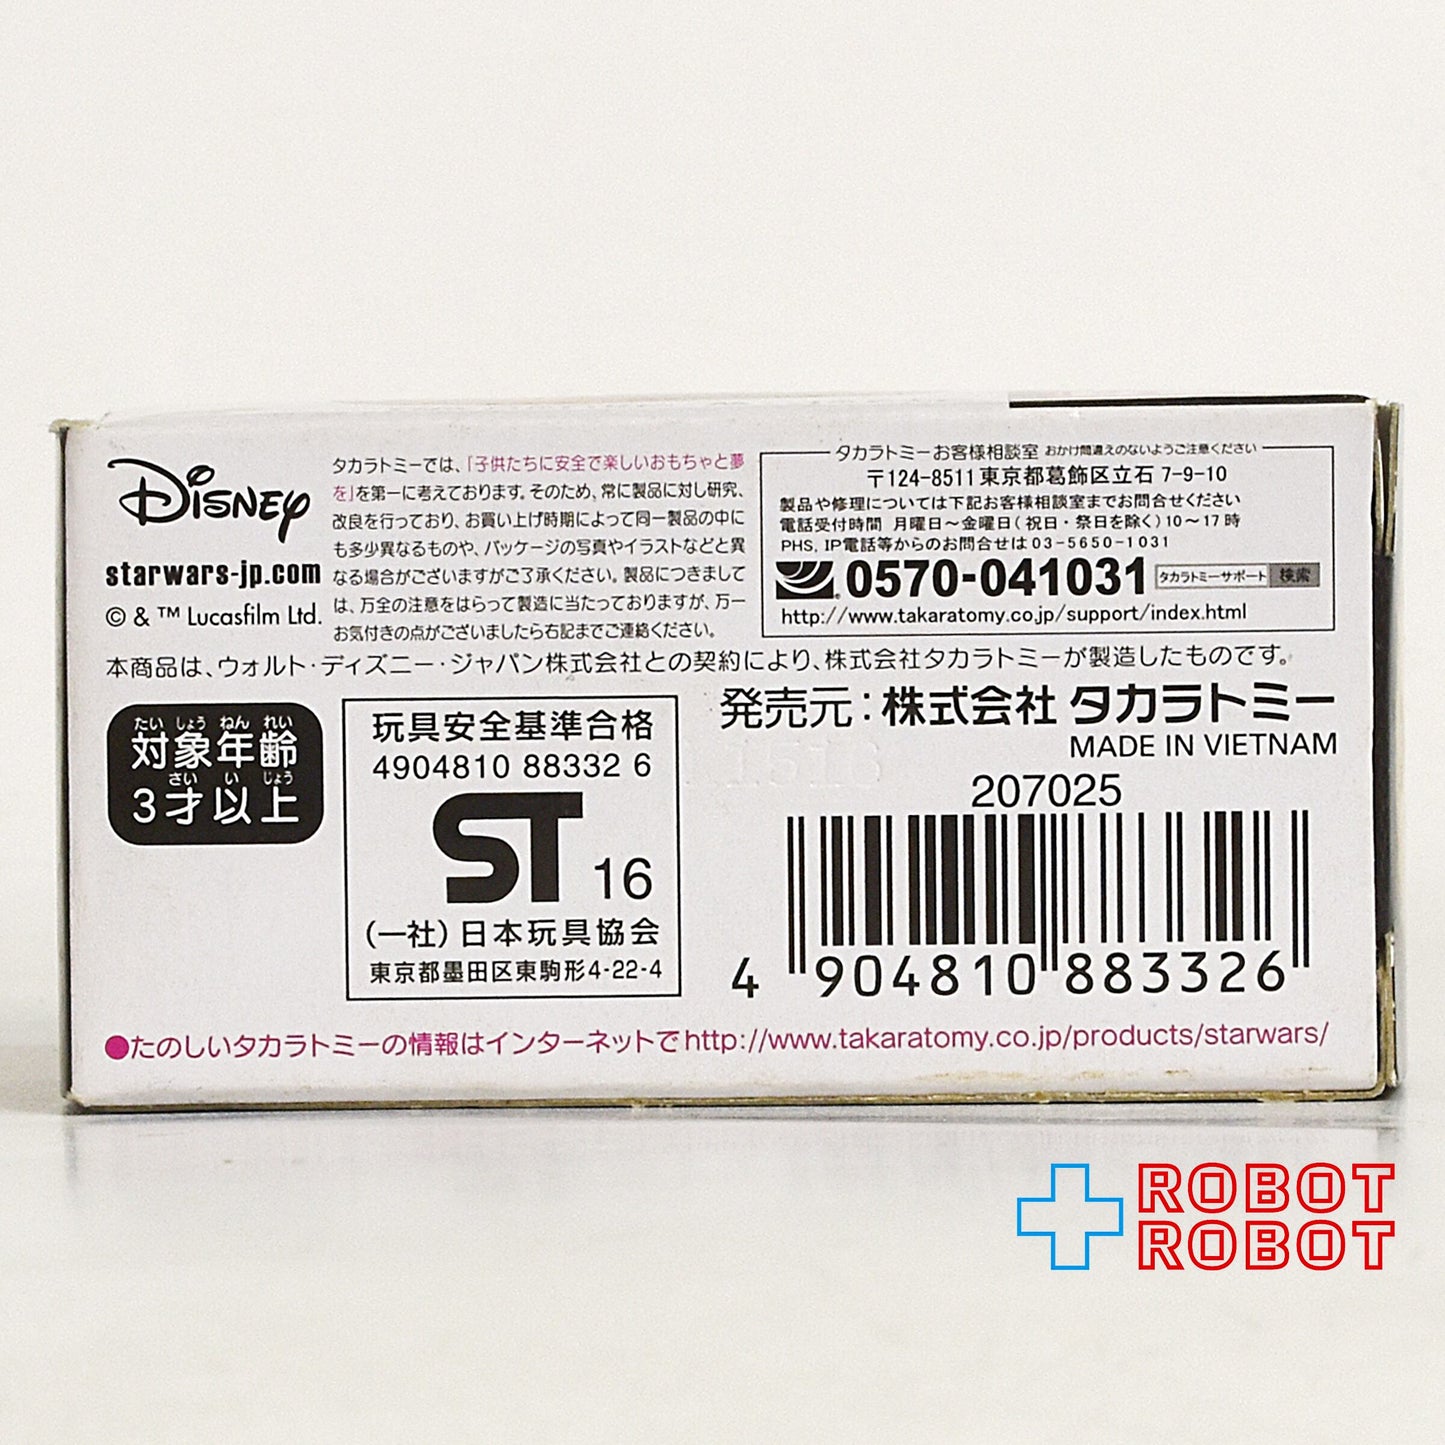 DISNEY
starwars-jp.com
© & ™ Lucasfilm Ltd.
タカラトミーでは、「子供たちに安全で楽しいおもちゃと夢
を」を第一に考えております。そのため、常に製品に対し研究、
改良を行っており、お買い上げ時期によって同一製品の中に
も多少異なるものや、パッケージの写真やイラストなどと異
なる場合がございますがご了承ください。製品につきまして
は、万全の注意をはらって製造に当たっておりますが、万一
お気付きの点がございましたら右記までご連絡ください。
タカラトミーお客様相談室 おかけ間違えのないようご注意ください
〒124-8511 東京都葛飾区立石 7-9-10
製品や修理については下記お客様相談室までお問合せください
電話受付時間 月曜日〜金曜日(祝日・祭日を除く)10〜17時
PHS, IP電話等からのお問合せは 03-5650-1031
0570-041031 タカラトミーサポート 検索
http://www.takaratomy.co.jp/support/index.html
本商品は、ウォルト・ディズニー・ジャパン株式会社との契約により、株式会社タカラトミーが製造したものです。
たい しょう ねん れい
対象年齢
さい い じょう
3才以上
玩具安全基準合格
4904810 88332 6
ST 16
(一社)日本玩具協会
東京都墨田区東駒形4-22-4
発売元:株式会社 タカラトミー
MADE IN VIETNAM
207025
4 904810 883326
●たのしいタカラトミーの情報はインターネットで http://www.takaratomy.co.jp/products/starwars/
ROBOT
ROBOT